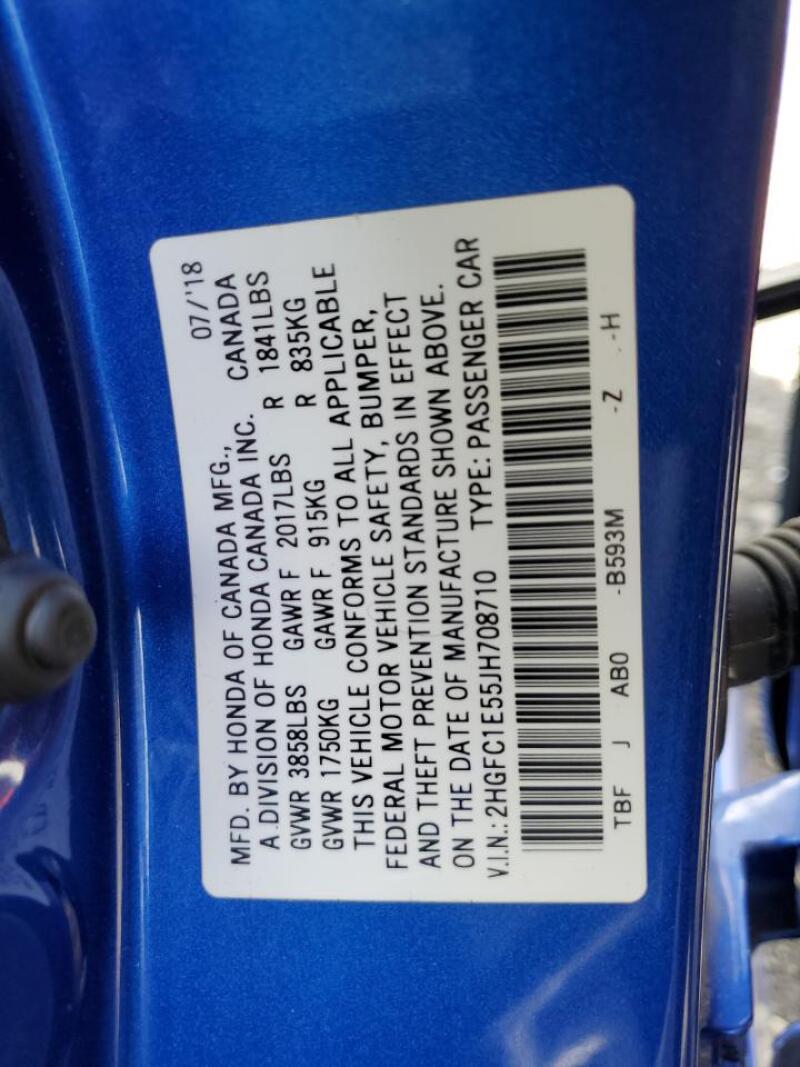 MFD. BY HONDA OF CANADA MFG., 07/'18
A DIVISION OF HONDA CANADA INC. CANADA
GVWR 3858LBS GAWR F 2017LBS R 1841LBS
GVWR 1750KG GAWR F 915KG R 835KG
THIS VEHICLE CONFORMS TO ALL APPLICABLE
FEDERAL MOTOR VEHICLE SAFETY, BUMPER,
AND THEFT PREVENTION STANDARDS IN EFFECT
ON THE DATE OF MANUFACTURE SHOWN ABOVE.
V.I.N.: 2HGFC1E55JH708710 TYPE: PASSENGER CAR
TBF J AB0 -B593M -Z .-H